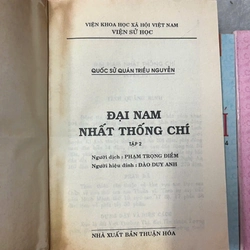 VIỆN KHOA HỌC XÃ HỘI VIỆT NAM
VIỆN SỬ HỌC
QUỐC SỬ QUÁN TRIỀU NGUYỄN
ĐẠI NAM
NHẤT THỐNG CHÍ
TẬP 2
Người dịch : PHẠM TRỌNG ĐIỀM
Người hiệu đính : ĐÀO DUY ANH
NHÀ XUẤT BẢN THUẬN HÓA